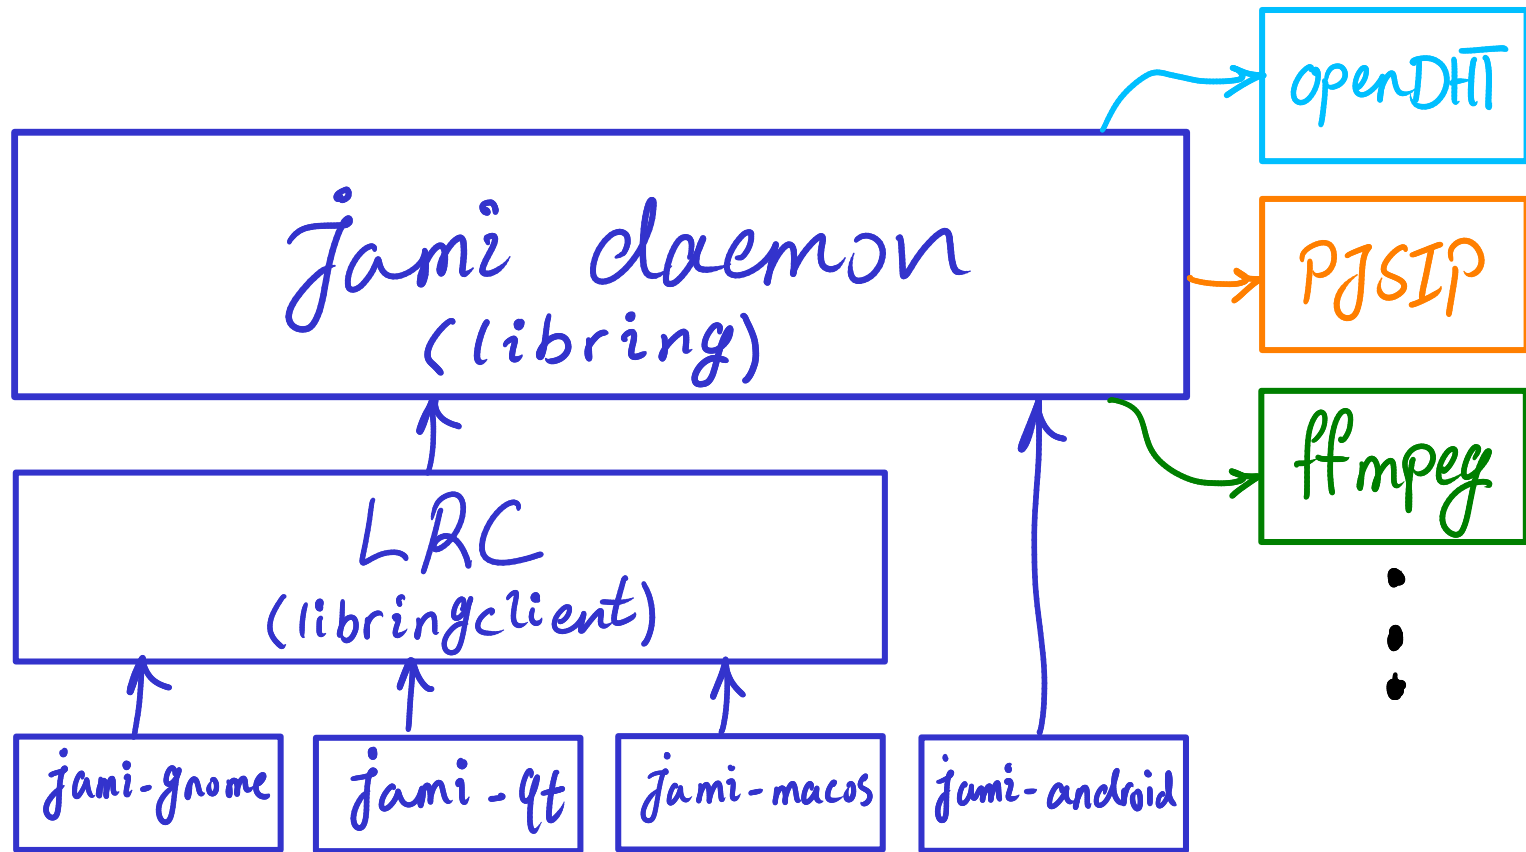 openDHT
jami daemon
(libring)
PJSIP
ffmpeg
LRC
(libringclient)
jami-gnome
jami-qt
jami-macos
jami-android